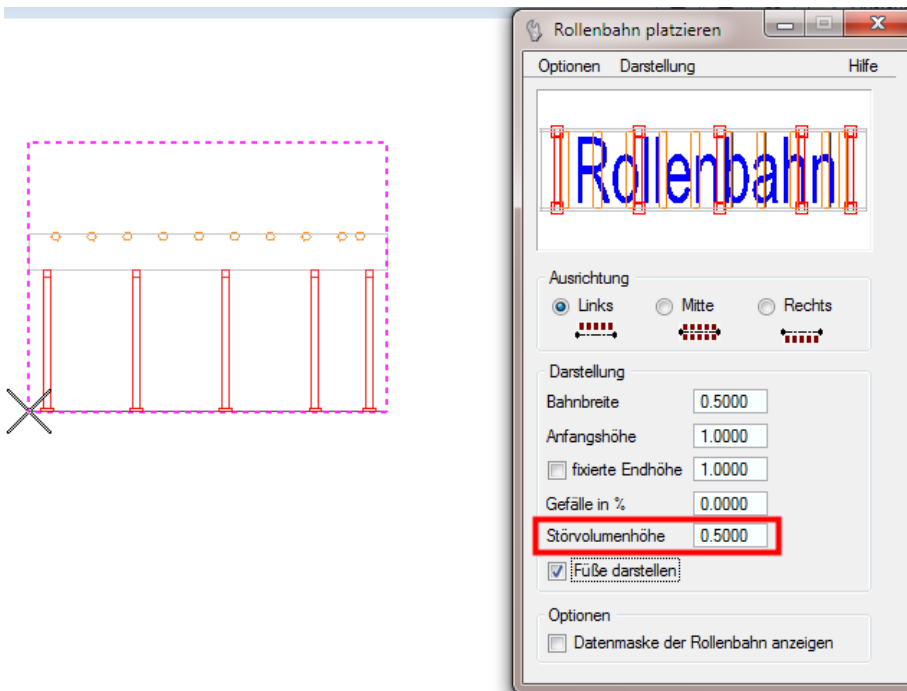 Rollenbahn platzieren
Optionen Darstellung Hilfe
Rollenbahn
Ausrichtung
Links Mitte Rechts
Darstellung
Bahnbreite 0.5000
Anfangshöhe 1.0000
fixierte Endhöhe 1.0000
Gefälle in % 0.0000
Störvolumenhöhe 0.5000
Füße darstellen
Optionen
Datenmaske der Rollenbahn anzeigen